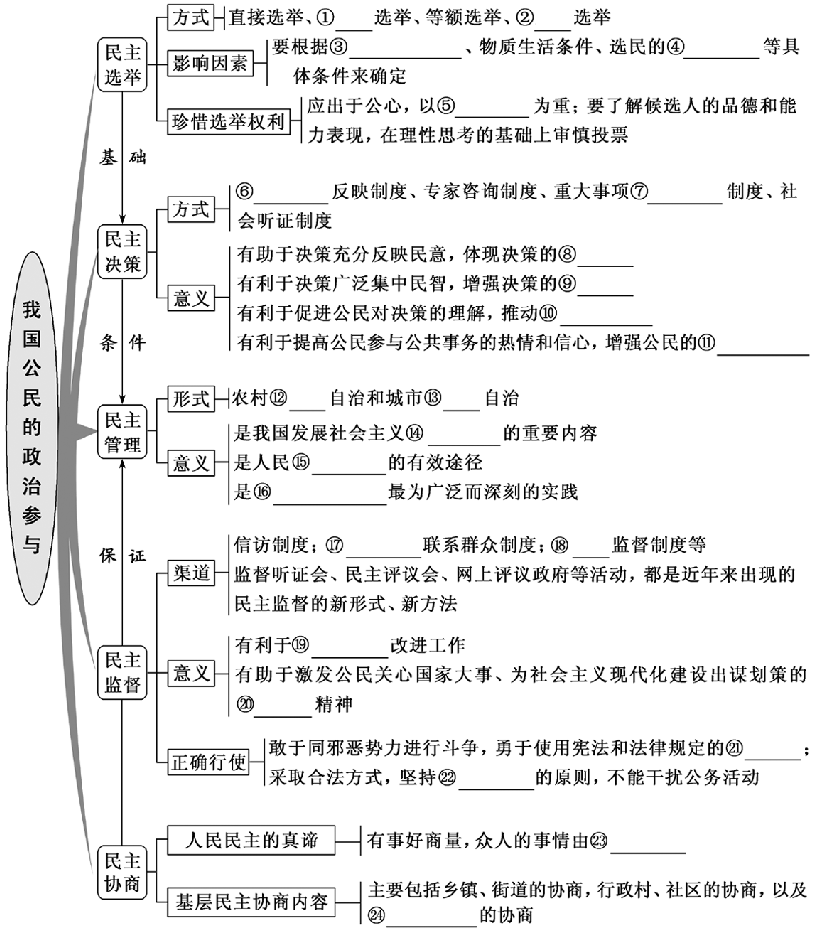 我国公民的政治参与
民主
选举
方式
直接选举、①____选举、等额选举、②____选举
影响因素
要根据③____________、物质生活条件、选民的④________等具
体条件来确定
珍惜选举权利
应出于公心，以⑤________为重；要了解候选人的品德和能
力表现，在理性思考的基础上审慎投票
基础
民主
决策
方式
⑥________反映制度、专家咨询制度、重大事项⑦________制度、社
会听证制度
意义
有助于决策充分反映民意，体现决策的⑧______
有利于决策广泛集中民智，增强决策的⑨______
有利于促进公民对决策的理解，推动⑩__________
有利于提高公民参与公共事务的热情和信心，增强公民的⑪__________
条件
民主
管理
形式
农村⑫____自治和城市⑬____自治
意义
是我国发展社会主义⑭________的重要内容
是人民⑮________的有效途径
是⑯____________最为广泛而深刻的实践
保证
民主
监督
渠道
信访制度；⑰________联系群众制度；⑱____监督制度等
监督听证会、民主评议会、网上评议政府等活动，都是近年来出现的
民主监督的新形式、新方法
意义
有利于⑲________改进工作
有助于激发公民关心国家大事、为社会主义现代化建设出谋划策的
⑳______精神
正确行使
敢于同邪恶势力进行斗争，勇于使用宪法和法律规定的㉑______；
采取合法方式，坚持㉒________的原则，不能干扰公务活动
民主
协商
人民民主的真谛
有事好商量，众人的事情由㉓________
基层民主协商内容
主要包括乡镇、街道的协商，行政村、社区的协商，以及
㉔__________的协商